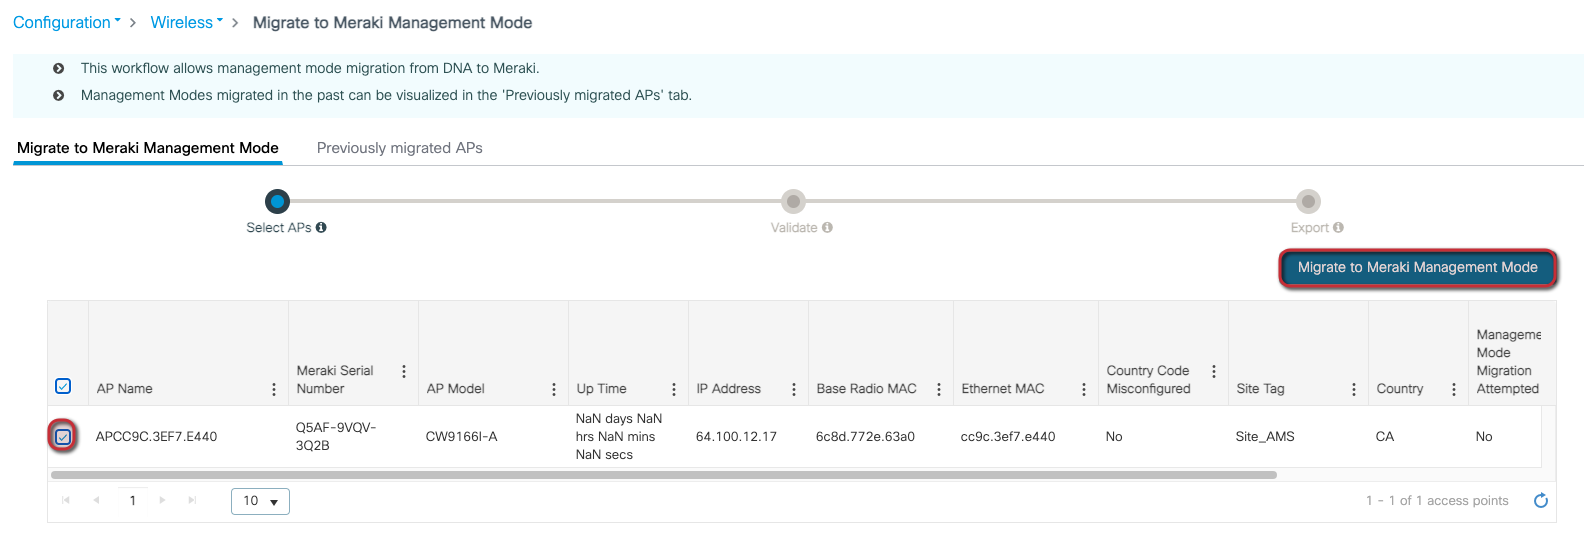 Configuration > Wireless > Migrate to Meraki Management Mode
This workflow allows management mode migration from DNA to Meraki.
Management Modes migrated in the past can be visualized in the 'Previously migrated APs' tab.
Migrate to Meraki Management Mode Previously migrated APs
Select APs Validate Export
Migrate to Meraki Management Mode
AP Name
Meraki Serial
Number
AP Model
Up Time
IP Address
Base Radio MAC
Ethernet MAC
Country Code
Misconfigured
Site Tag
Country
Manageme
Mode
Migration
Attempted
APCC9C.3EF7.E440
Q5AF-9VQV-
3Q2B
CW9166I-A
NaN days NaN
hrs NaN mins
NaN secs
64.100.12.17
6c8d.772e.63a0
cc9c.3ef7.e440
No
Site_AMS
CA
No
1 10 1 - 1 of 1 access points